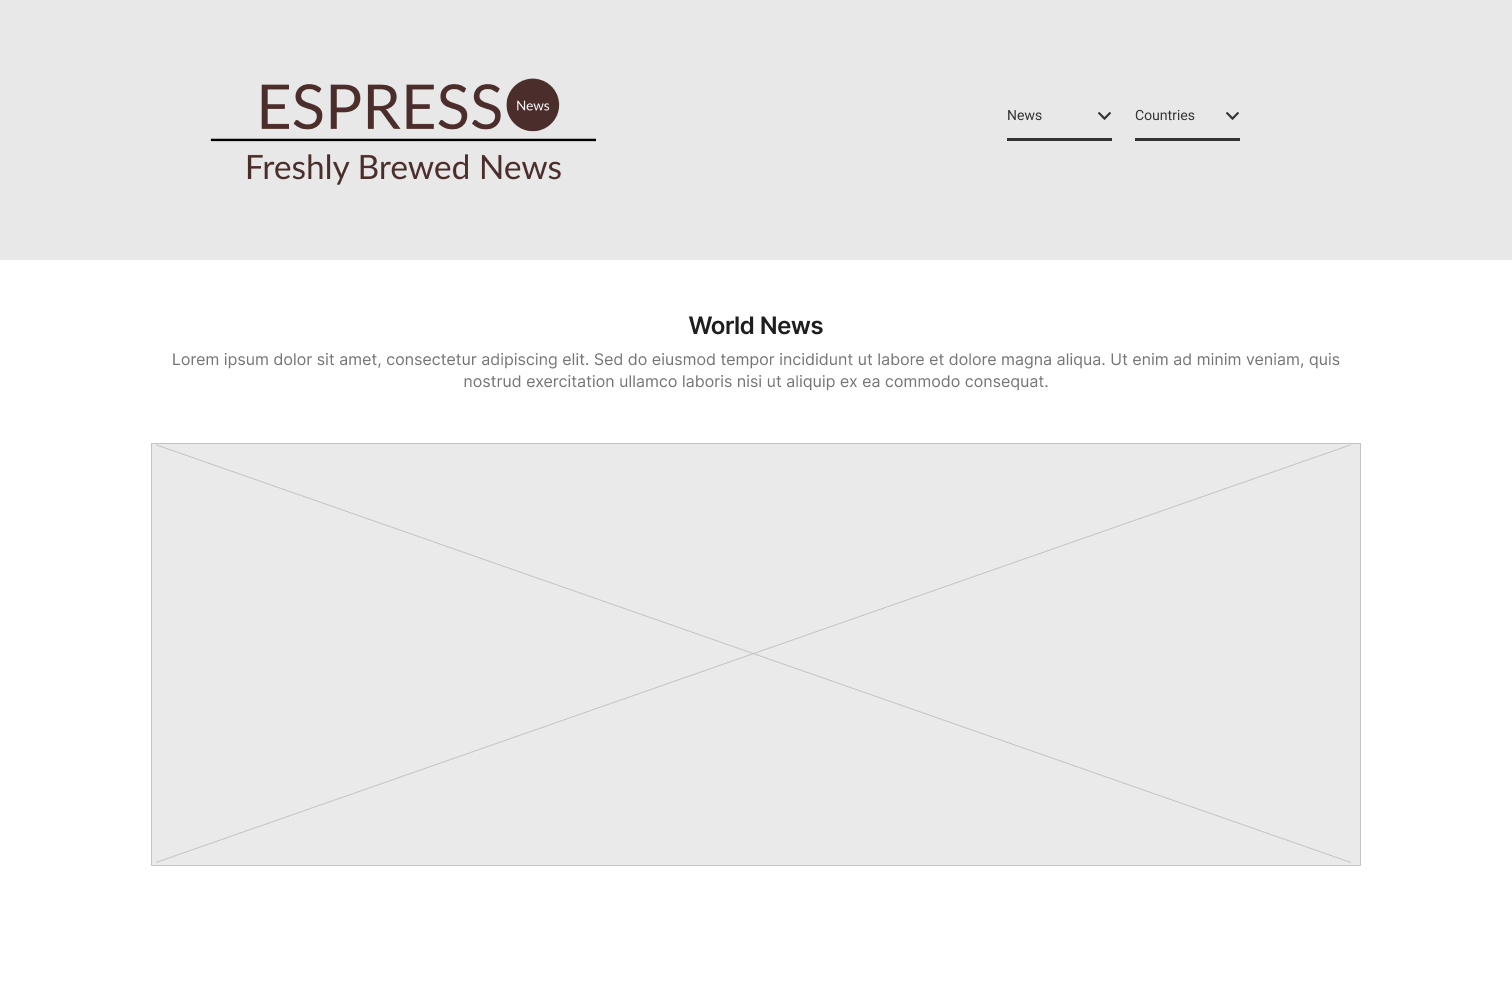 ESPRESS
News
Freshly Brewed News
News
Countries
World News
Lorem ipsum dolor sit amet, consectetur adipiscing elit. Sed do eiusmod tempor incididunt ut labore et dolore magna aliqua. Ut enim ad minim veniam, quis
nostrud exercitation ullamco laboris nisi ut aliquip ex ea commodo consequat.